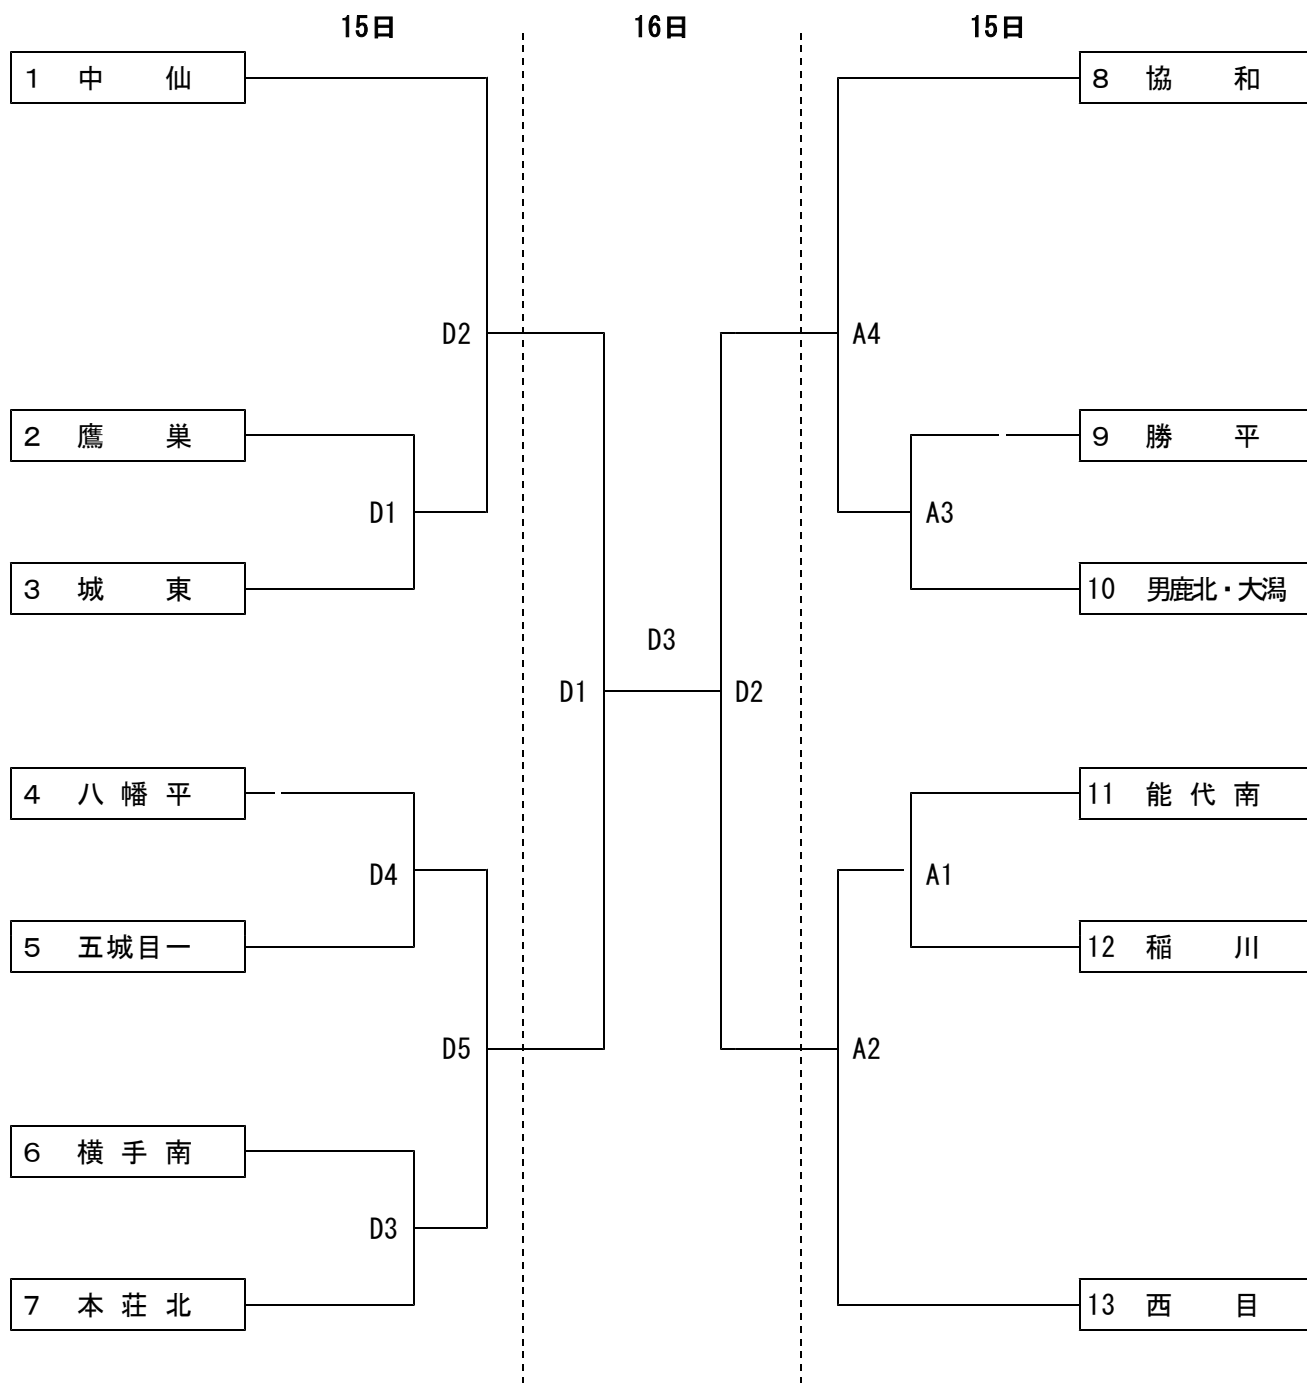 15日 16日 15日
1 中 仙
8 協 和
D2 A4
2 鷹 巣
9 勝 平
D1 A3
3 城 東
10 男鹿北・大潟
D3
D1 D2
4 八 幡 平
11 能 代 南
D4 A1
5 五城目一
12 稲 川
D5 A2
6 横 手 南
D3
7 本 荘 北
13 西 目